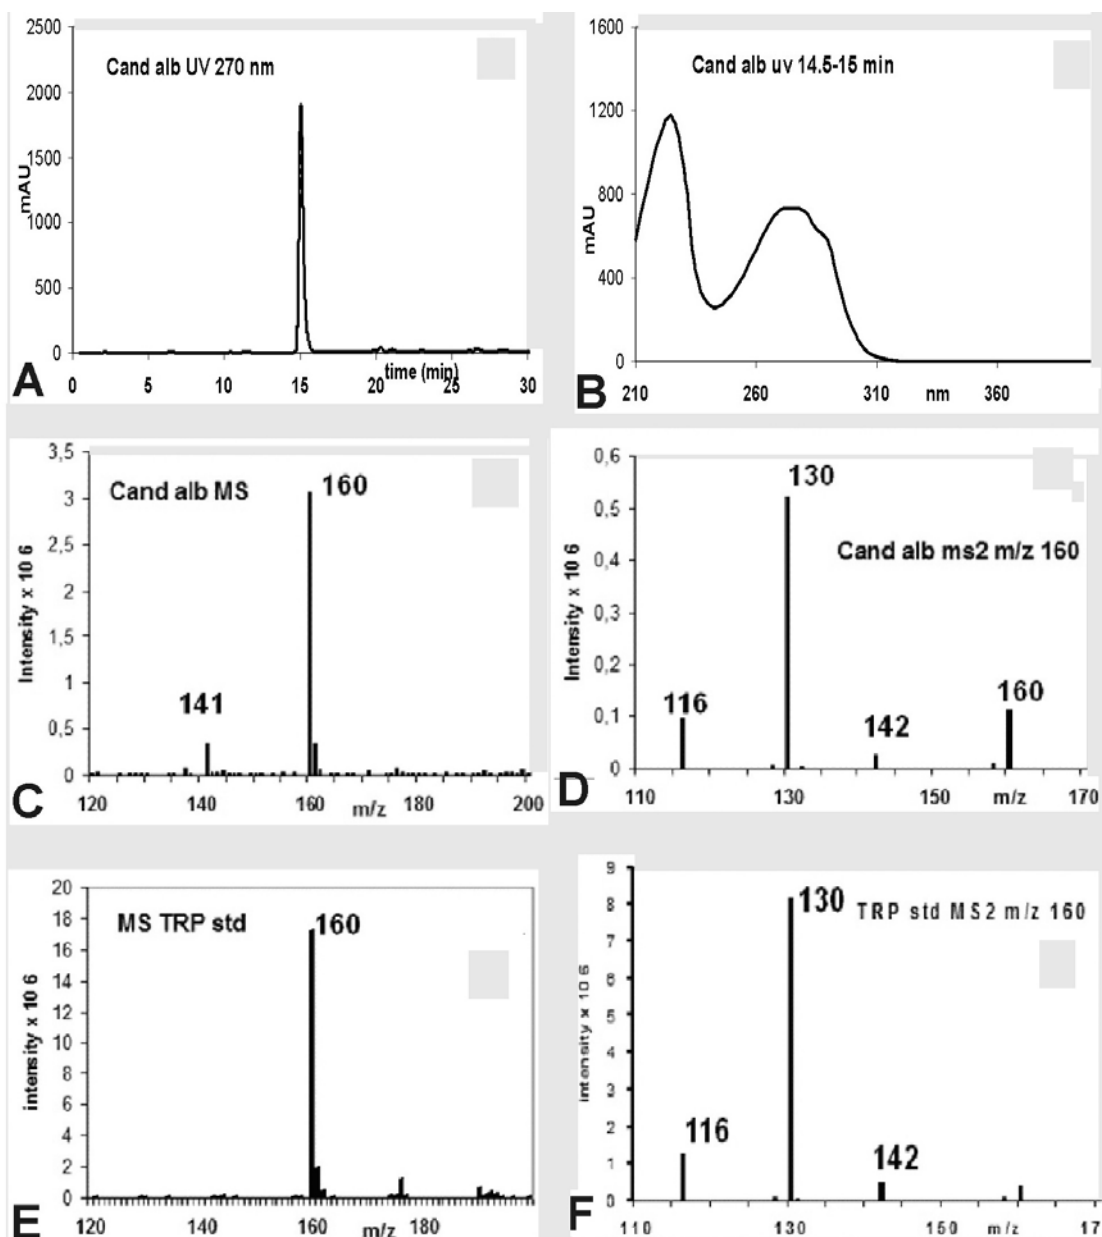 2500
2000
1500
1000
500
0
mAU
Cand alb UV 270 nm
0 5 10 15 20 25 30
time (min)
A
1600
1200
800
400
0
mAU
Cand alb uv 14.5-15 min
210 260 310 nm 360
B
3,5
3
2,5
2
1,5
1
0,5
0
Intensity x 10 6
Cand alb MS
160
141
120 140 160 m/z 180 200
C
0,6
0,5
0,4
0,3
0,2
0,1
0
Intensity x 10 6
130
Cand alb ms2 m/z 160
116
142
160
110 130 150 m/z 170
D
20
18
16
14
12
10
8
6
4
2
0
intensity x 10 6
MS TRP std
160
120 140 160 m/z 180
E
9
8
7
6
5
4
3
2
1
0
intensity x 10 6
130
TRP std MS2 m/z 160
116
142
110 130 150 m/z 17
F